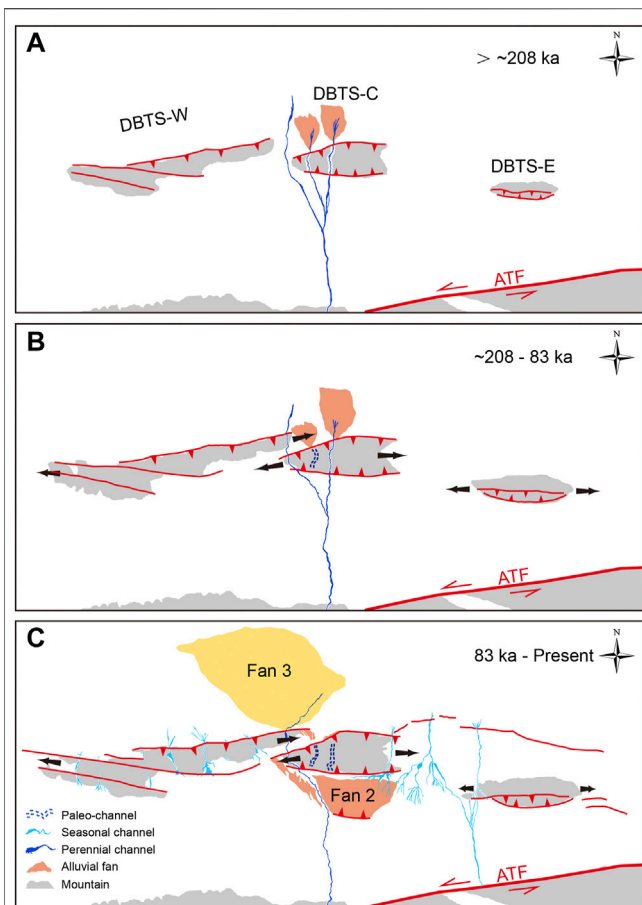 A
> ~208 ka
N
DBTS-W
DBTS-C
DBTS-E
ATF
B
~208 - 83 ka
N
ATF
C
83 ka - Present
N
Fan 3
Fan 2
Paleo-channel
Seasonal channel
Perennial channel
Alluvial fan
Mountain
ATF